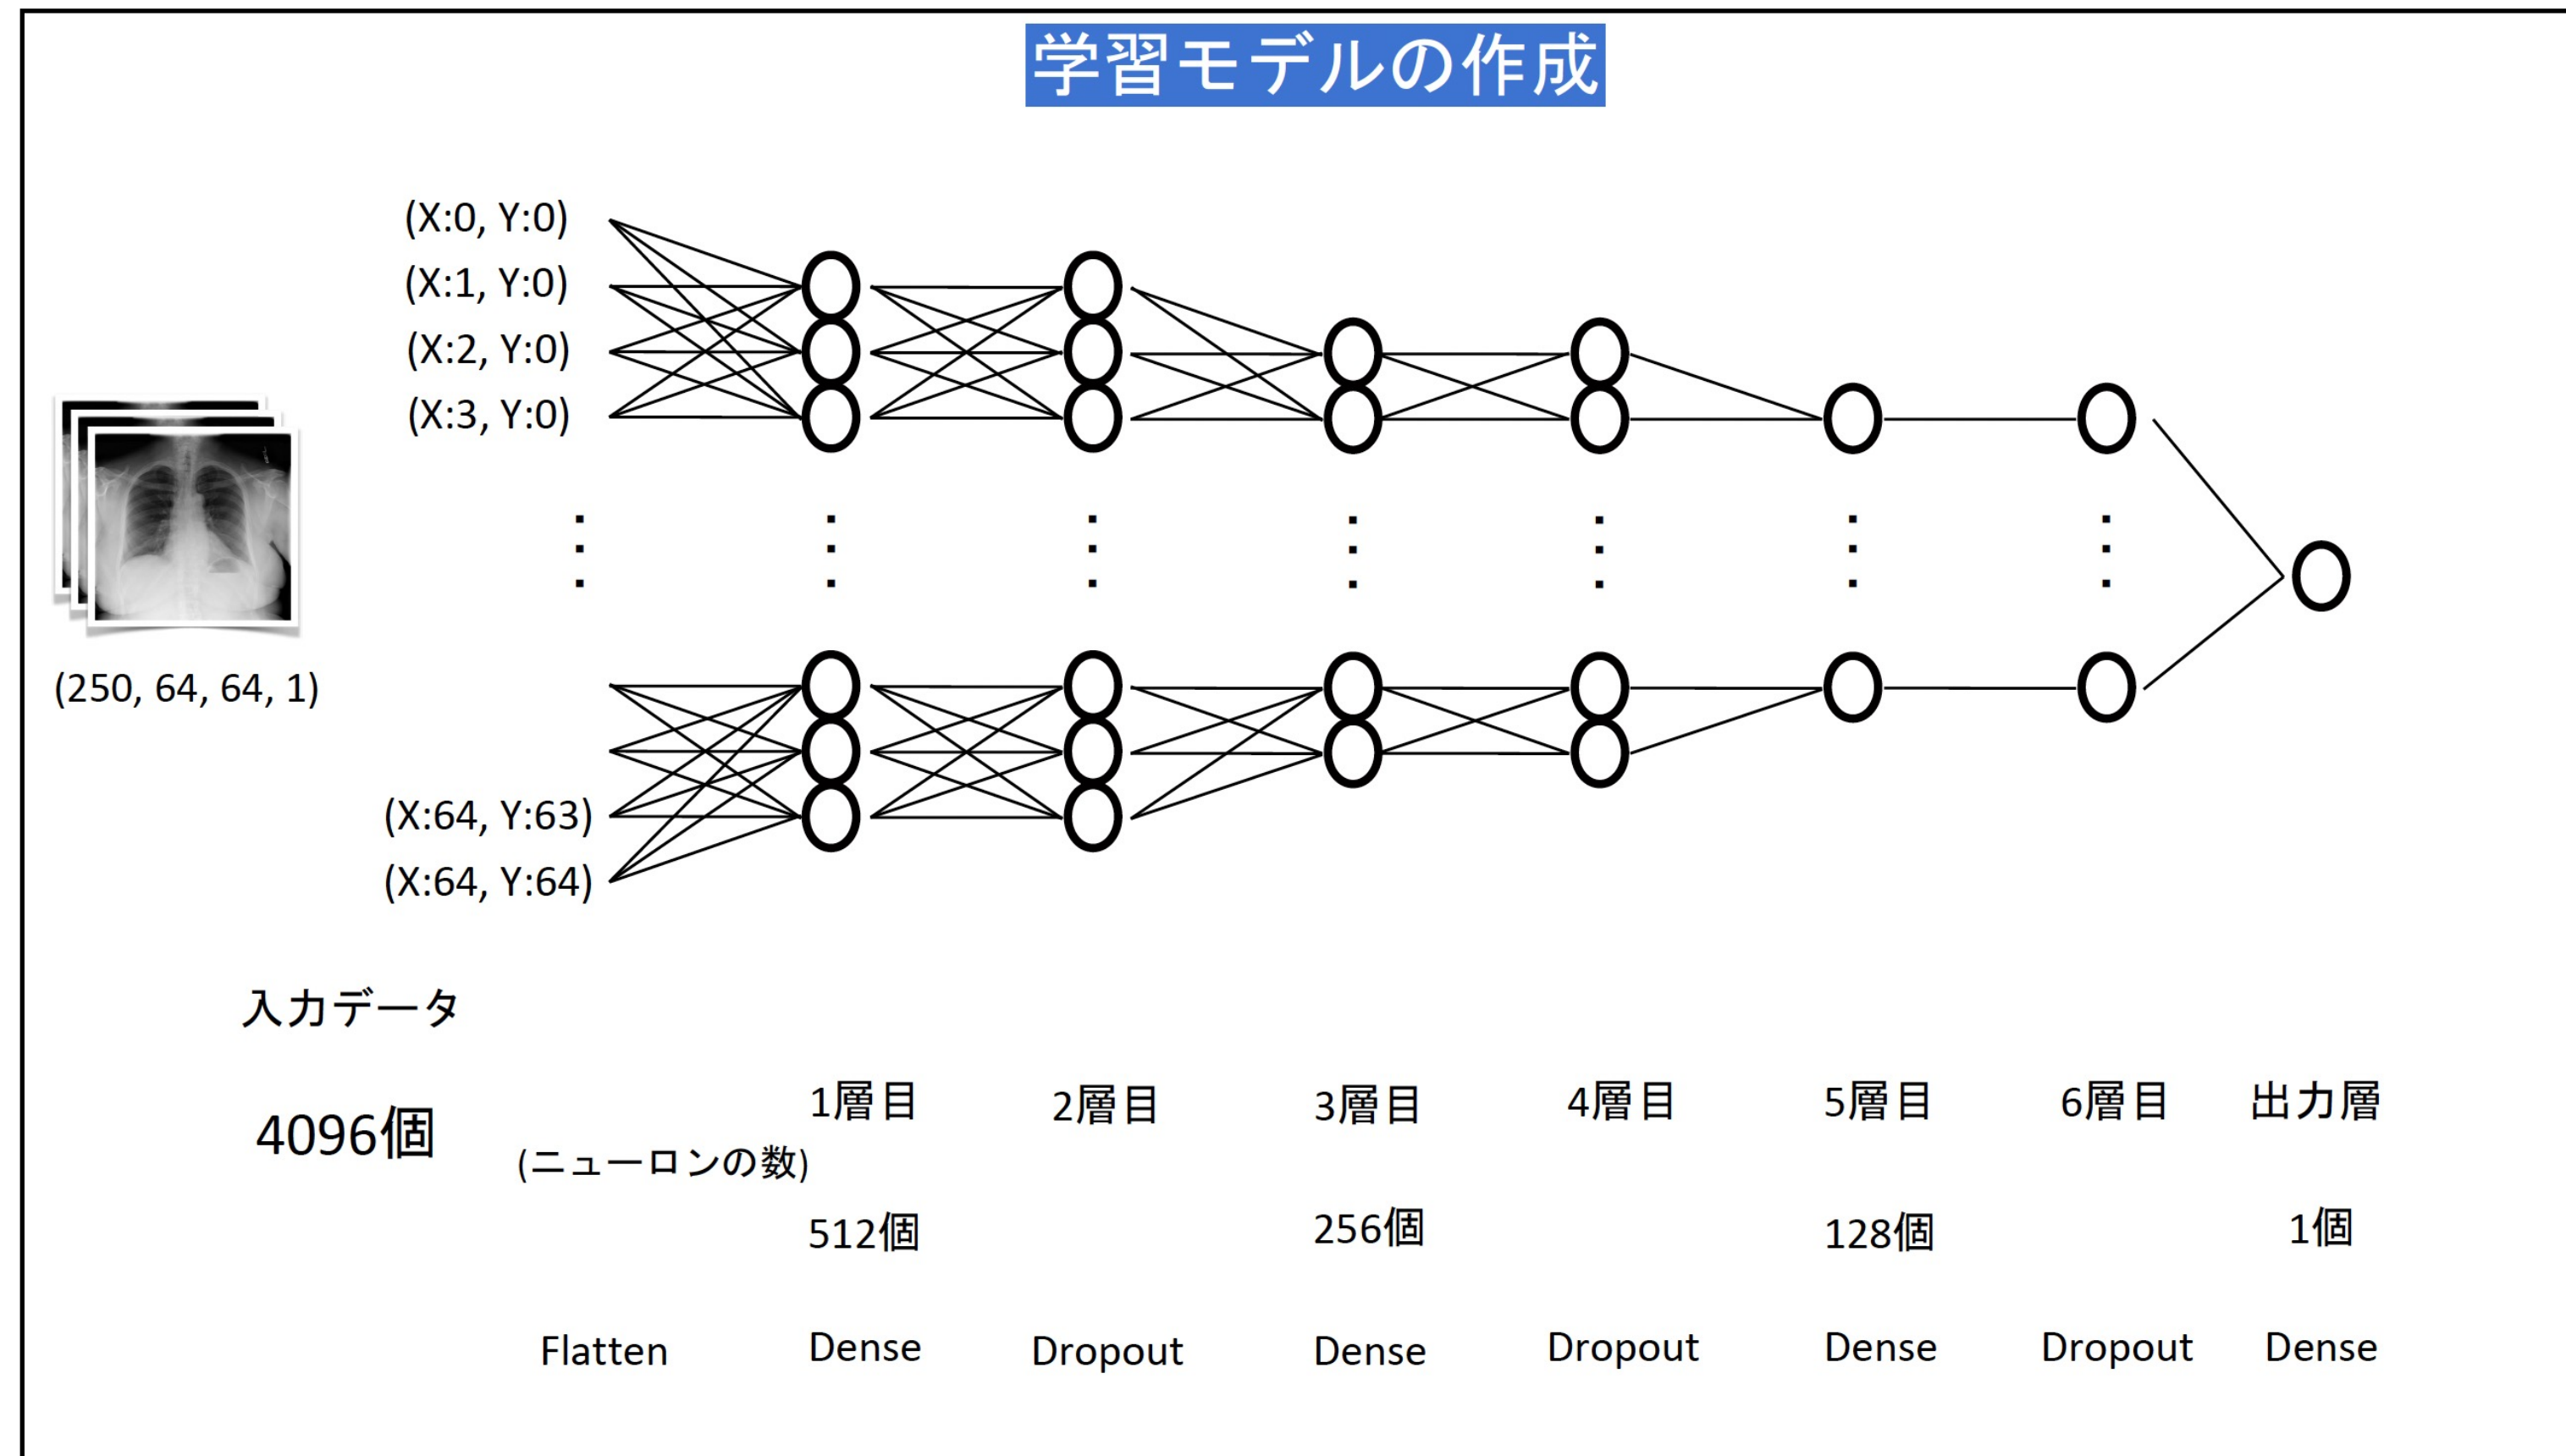 学習モデルの作成
(X:0, Y:0)
(X:1, Y:0)
(X:2, Y:0)
(X:3, Y:0)
(250, 64, 64, 1)
(X:64, Y:63)
(X:64, Y:64)
入力データ
4096個
(ニューロンの数)
1層目 2層目 3層目 4層目 5層目 6層目 出力層
512個 256個 128個 1個
Flatten Dense Dropout Dense Dropout Dense Dropout Dense